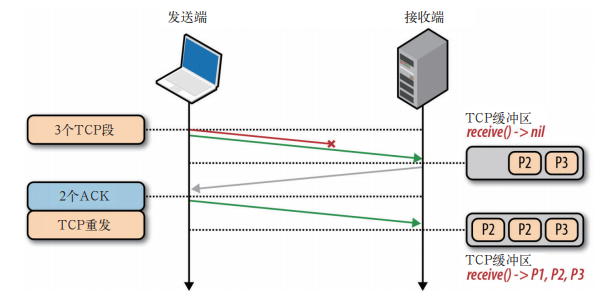 发送端
接收端
3个TCP段
TCP缓冲区
receive() -> nil
P2
P3
2个ACK
TCP重发
P2
P2
P3
TCP缓冲区
receive() -> P1, P2, P3